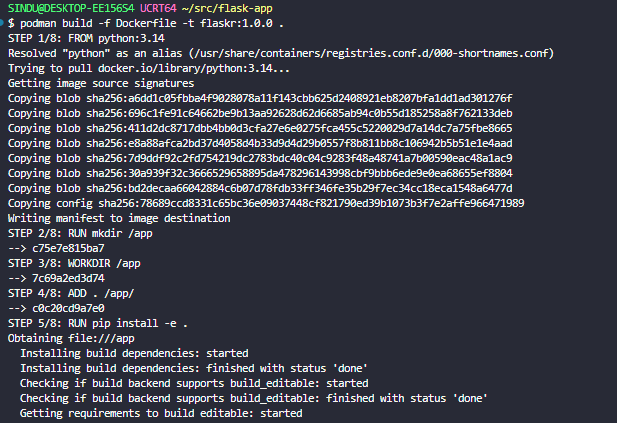 SINDU@DESKTOP-EE156S4 UCRT64 ~/src/flask-app
$ podman build -f Dockerfile -t flaskr:1.0.0 .
STEP 1/8: FROM python:3.14
Resolved "python" as an alias (/usr/share/containers/registries.conf.d/000-shortnames.conf)
Trying to pull docker.io/library/python:3.14...
Getting image source signatures
Copying blob sha256:a6dd1c05fbba4f9028078a11f143cbb625d2408921eb8207bfa1dd1ad301276f
Copying blob sha256:696c1fe91c64662be9b13aa92628d62d6685ab94c0b55d185258a8f762133deb
Copying blob sha256:411d2dc8717dbb4bb0d3cfa27e6e0275fca455c5220029d7a14dc7a75fbe8665
Copying blob sha256:e8a88afca2bd37d4058d4b33d9d4d29b0557f8b811bb8c106942b5b51e1e4aad
Copying blob sha256:7d9ddf92c2fd754219dc2783bdc40c04c9283f48a48741a7b00590eac48a1ac9
Copying blob sha256:30a939f32c3666529658895da478296143998cbf9bbb6ede9e0ea68655ef8804
Copying blob sha256:bd2decaa66042884c6b07d78fdb33ff346fe35b29f7ec34cc18eca1548a6477d
Copying config sha256:78689ccd8331c65bc36e09037448cf821790ed39b1073b3f7e2affe966471989
Writing manifest to image destination
STEP 2/8: RUN mkdir /app
--> c75e7e815ba7
STEP 3/8: WORKDIR /app
--> 7c69a2ed3d74
STEP 4/8: ADD . /app/
--> c0c20cd9a7e0
STEP 5/8: RUN pip install -e .
Obtaining file:///app
  Installing build dependencies: started
  Installing build dependencies: finished with status 'done'
  Checking if build backend supports build_editable: started
  Checking if build backend supports build_editable: finished with status 'done'
  Getting requirements to build editable: started